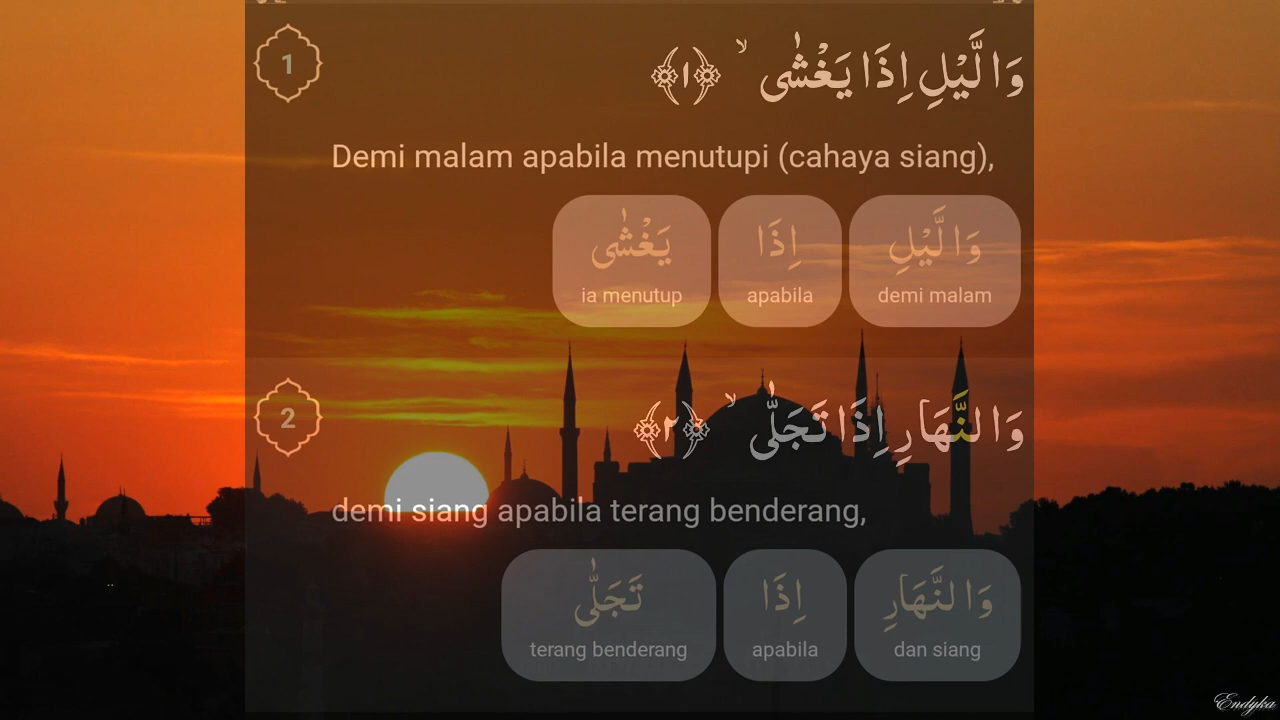 1
وَالَّيْلِ اِذَا يَغْشٰىۙ ﴿١﴾
Demi malam apabila menutupi (cahaya siang),
وَالَّيْلِ اِذَا يَغْشٰى
demi malam apabila ia menutup
2
وَالنَّهَارِ اِذَا تَجَلّٰىۙ ﴿٢﴾
demi siang apabila terang benderang,
وَالنَّهَارِ اِذَا تَجَلّٰى
dan siang apabila terang benderang
Endyka